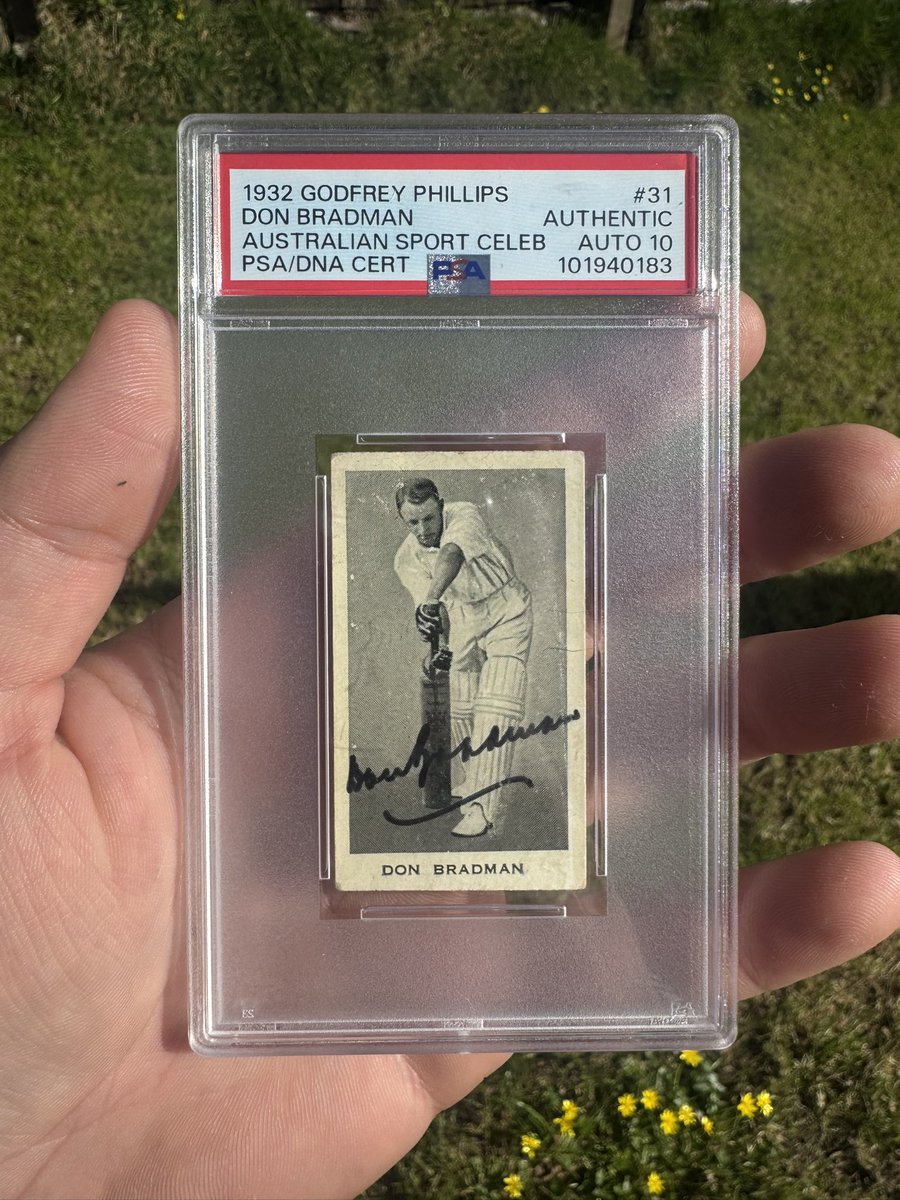 1932 GODFREY PHILLIPS #31
DON BRADMAN AUTHENTIC
AUSTRALIAN SPORT CELEB AUTO 10
PSA/DNA CERT PSA 101940183
Don Bradman
DON BRADMAN